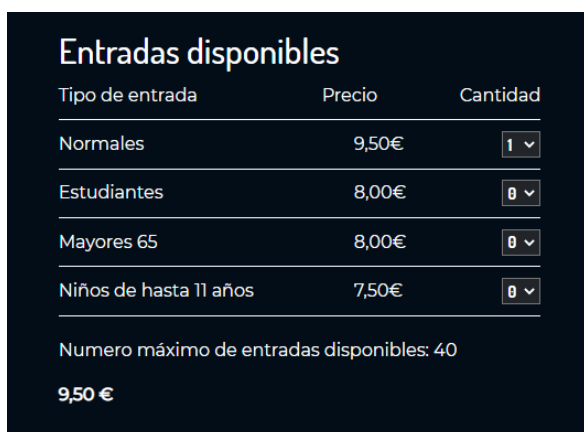 Entradas disponibles
Tipo de entrada Precio Cantidad
Normales 9,50€ 1
Estudiantes 8,00€ 0
Mayores 65 8,00€ 0
Niños de hasta 11 años 7,50€ 0
Numero máximo de entradas disponibles: 40
9,50 €